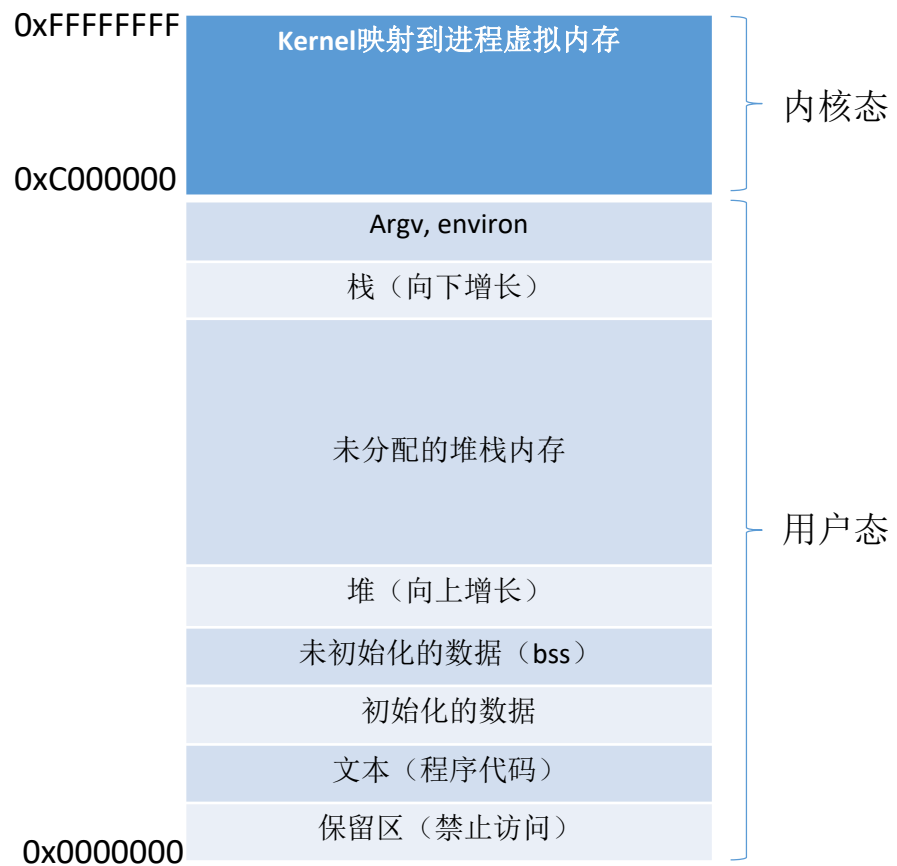 0xFFFFFFFF
Kernel映射到进程虚拟内存
内核态
0xC000000
Argv, environ
栈（向下增长）
未分配的堆栈内存
用户态
堆（向上增长）
未初始化的数据（bss）
初始化的数据
文本（程序代码）
保留区（禁止访问）
0x0000000